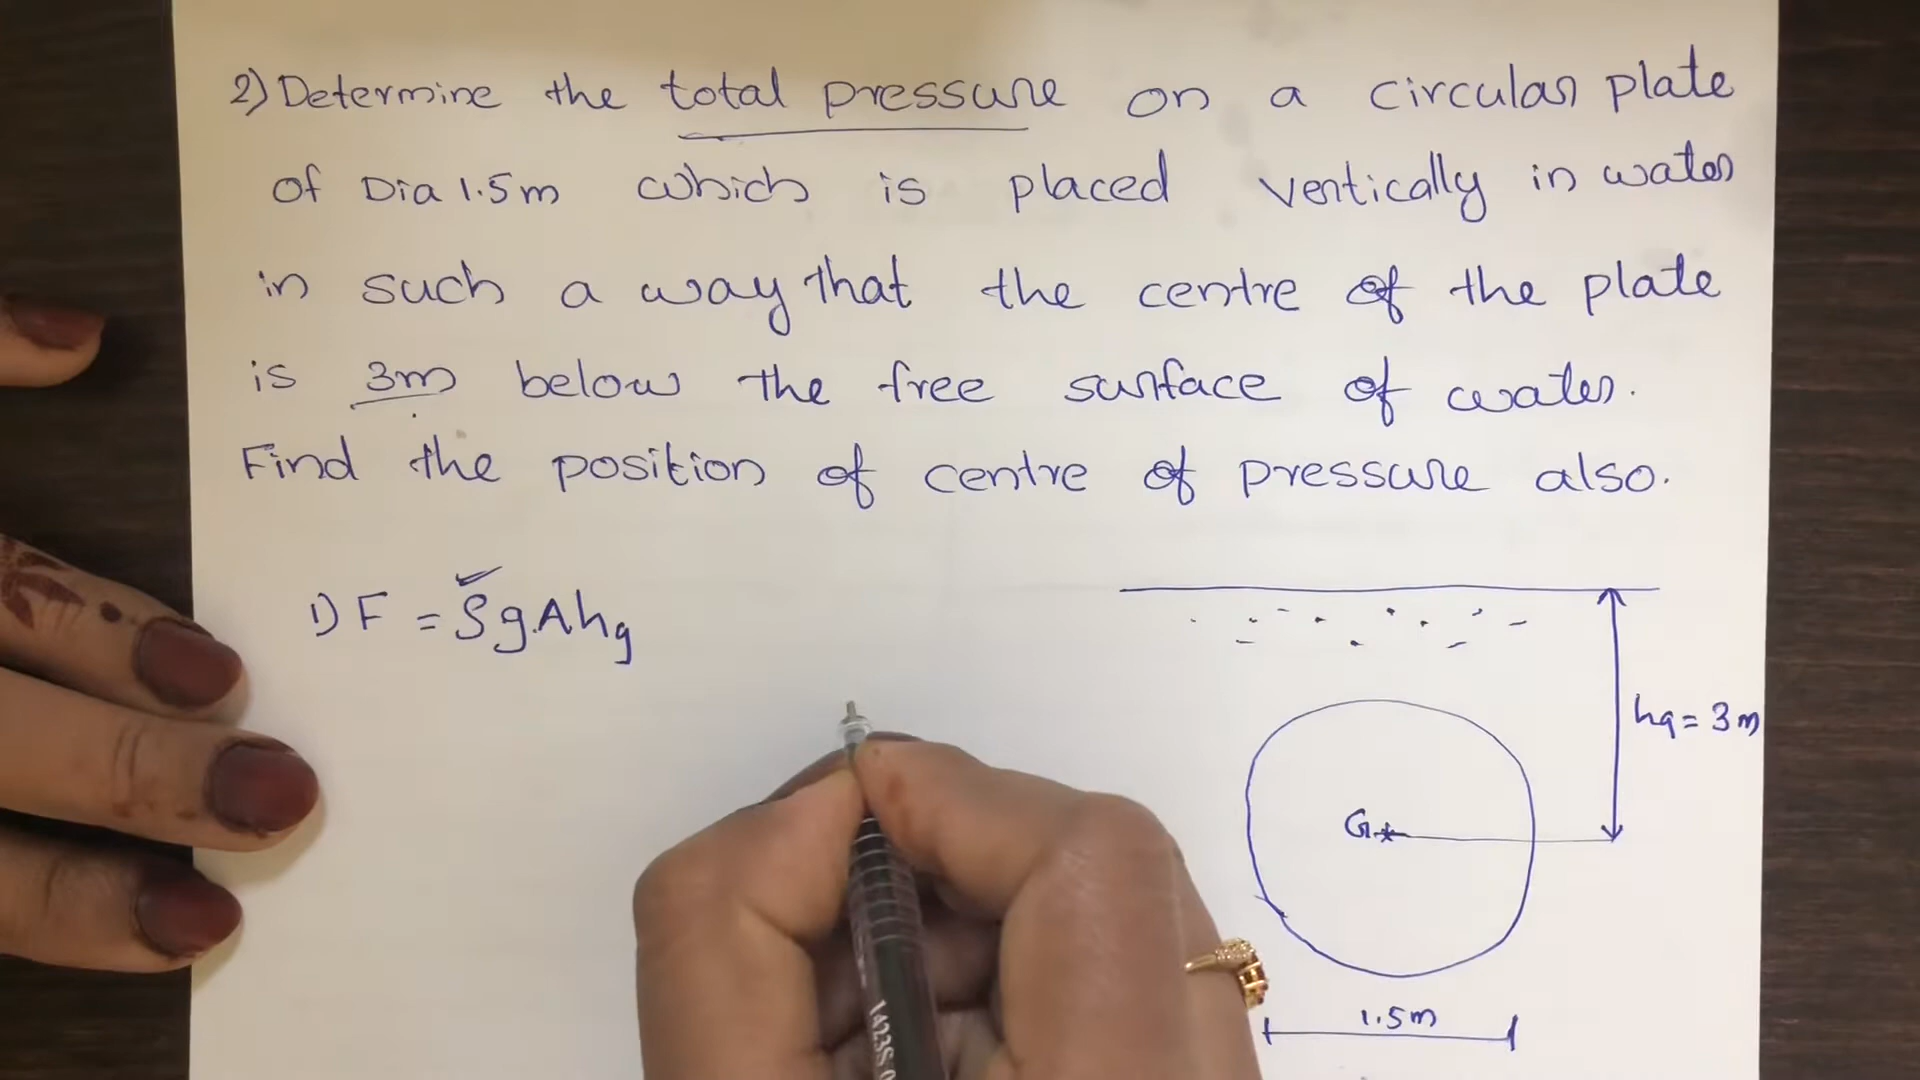 2) Determine the total pressure on a circular plate
of Dia 1.5m which is placed vertically in water
in such a way that the centre of the plate
is 3m below the free surface of water.
Find the position of centre of pressure also.
1) F = ρgAhg
hg = 3m
G
1.5m